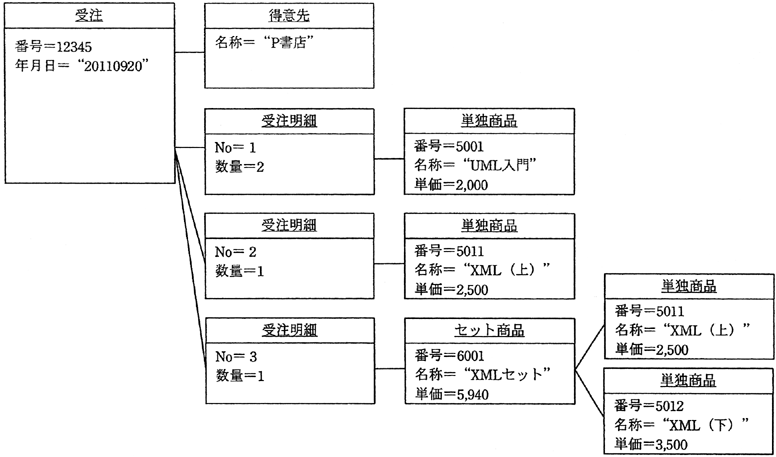 受注
番号=12345
年月日= “20110920”
得意先
名称= “P書店”
受注明細
No= 1
数量=2
単独商品
番号=5001
名称= “UML入門”
単価=2,000
受注明細
No= 2
数量=1
単独商品
番号=5011
名称= “XML（上）”
単価=2,500
受注明細
No= 3
数量=1
セット商品
番号=6001
名称= “XMLセット”
単価=5,940
単独商品
番号=5011
名称= “XML（上）”
単価=2,500
単独商品
番号=5012
名称= “XML（下）”
単価=3,500